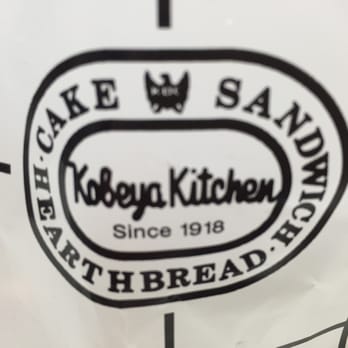 CAKE SANDWICH
Kobeya Kitchen
Since 1918
HEARTHBREAD